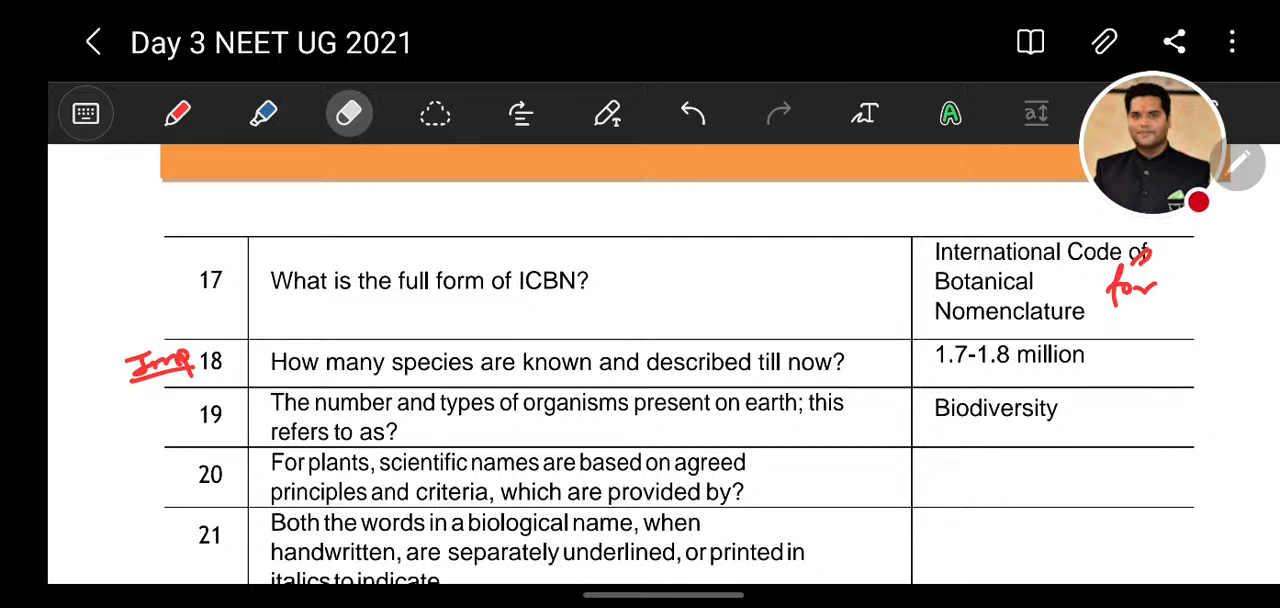 Day 3 NEET UG 2021
17
What is the full form of ICBN?
International Code of
Botanical
for
Nomenclature
Imp
18
How many species are known and described till now?
1.7-1.8 million
19
The number and types of organisms present on earth; this
refers to as?
Biodiversity
20
For plants, scientific names are based on agreed
principles and criteria, which are provided by?
21
Both the words in a biological name, when
handwritten, are separately underlined, or printed in
italics to indicate